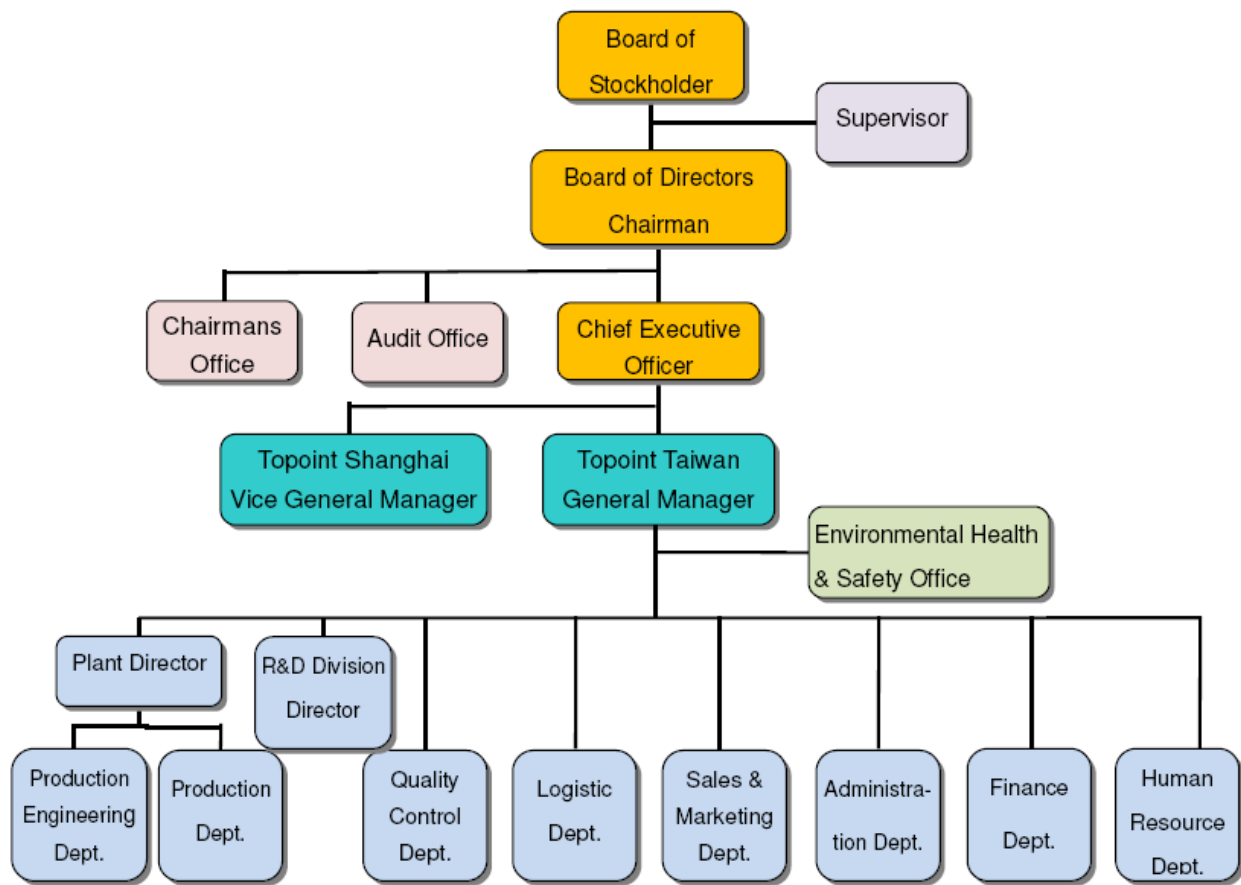 Board of
Stockholder
Supervisor
Board of Directors
Chairman
Chairmans
Office
Audit Office
Chief Executive
Officer
Topoint Shanghai
Vice General Manager
Topoint Taiwan
General Manager
Environmental Health
& Safety Office
Plant Director
R&D Division
Director
Production
Engineering
Dept.
Production
Dept.
Quality
Control
Dept.
Logistic
Dept.
Sales &
Marketing
Dept.
Administra-
tion Dept.
Finance
Dept.
Human
Resource
Dept.